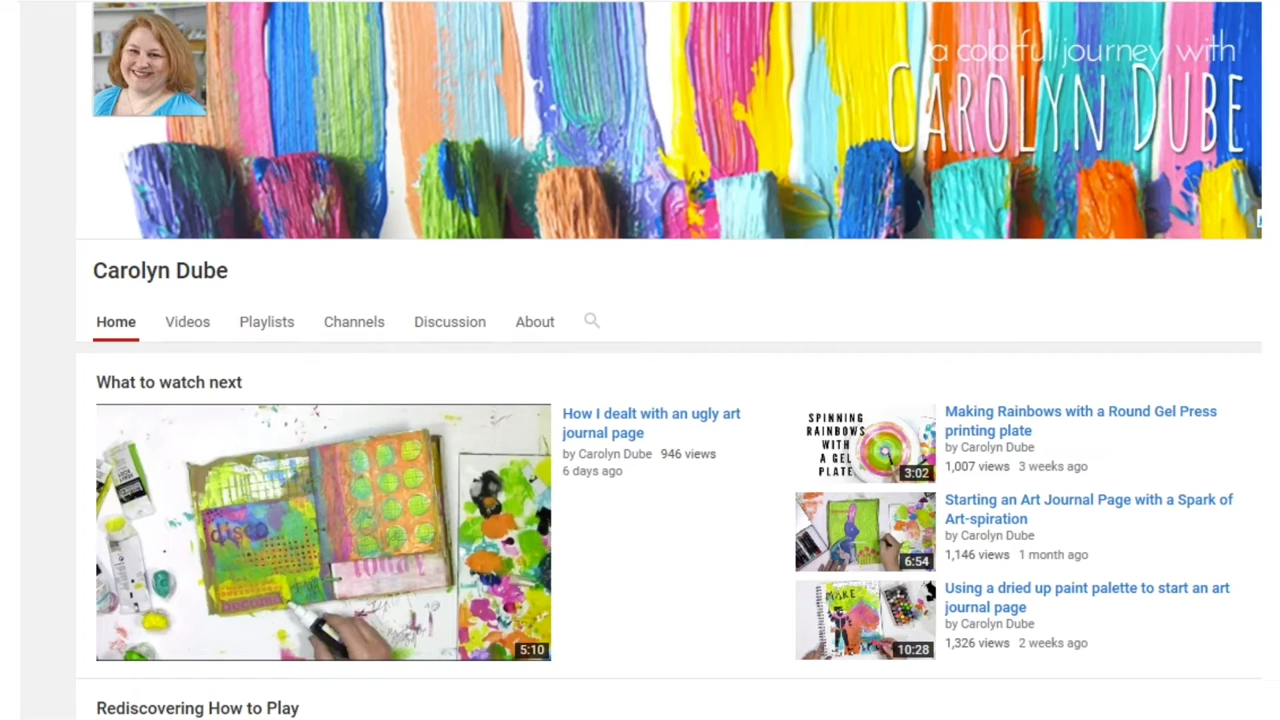 a colorful journey with
CAROLYN DUBE
Carolyn Dube
Home Videos Playlists Channels Discussion About
What to watch next
disco
5:10
How I dealt with an ugly art
journal page
by Carolyn Dube 946 views
6 days ago
SPINNING
RAINBOWS
WITH
A GEL
PLATE
3:02
Making Rainbows with a Round Gel Press
printing plate
by Carolyn Dube
1,007 views 3 weeks ago
6:54
Starting an Art Journal Page with a Spark of
Art-spiration
by Carolyn Dube
1,146 views 1 month ago
MAKE
10:28
Using a dried up paint palette to start an art
journal page
by Carolyn Dube
1,326 views 2 weeks ago
Rediscovering How to Play